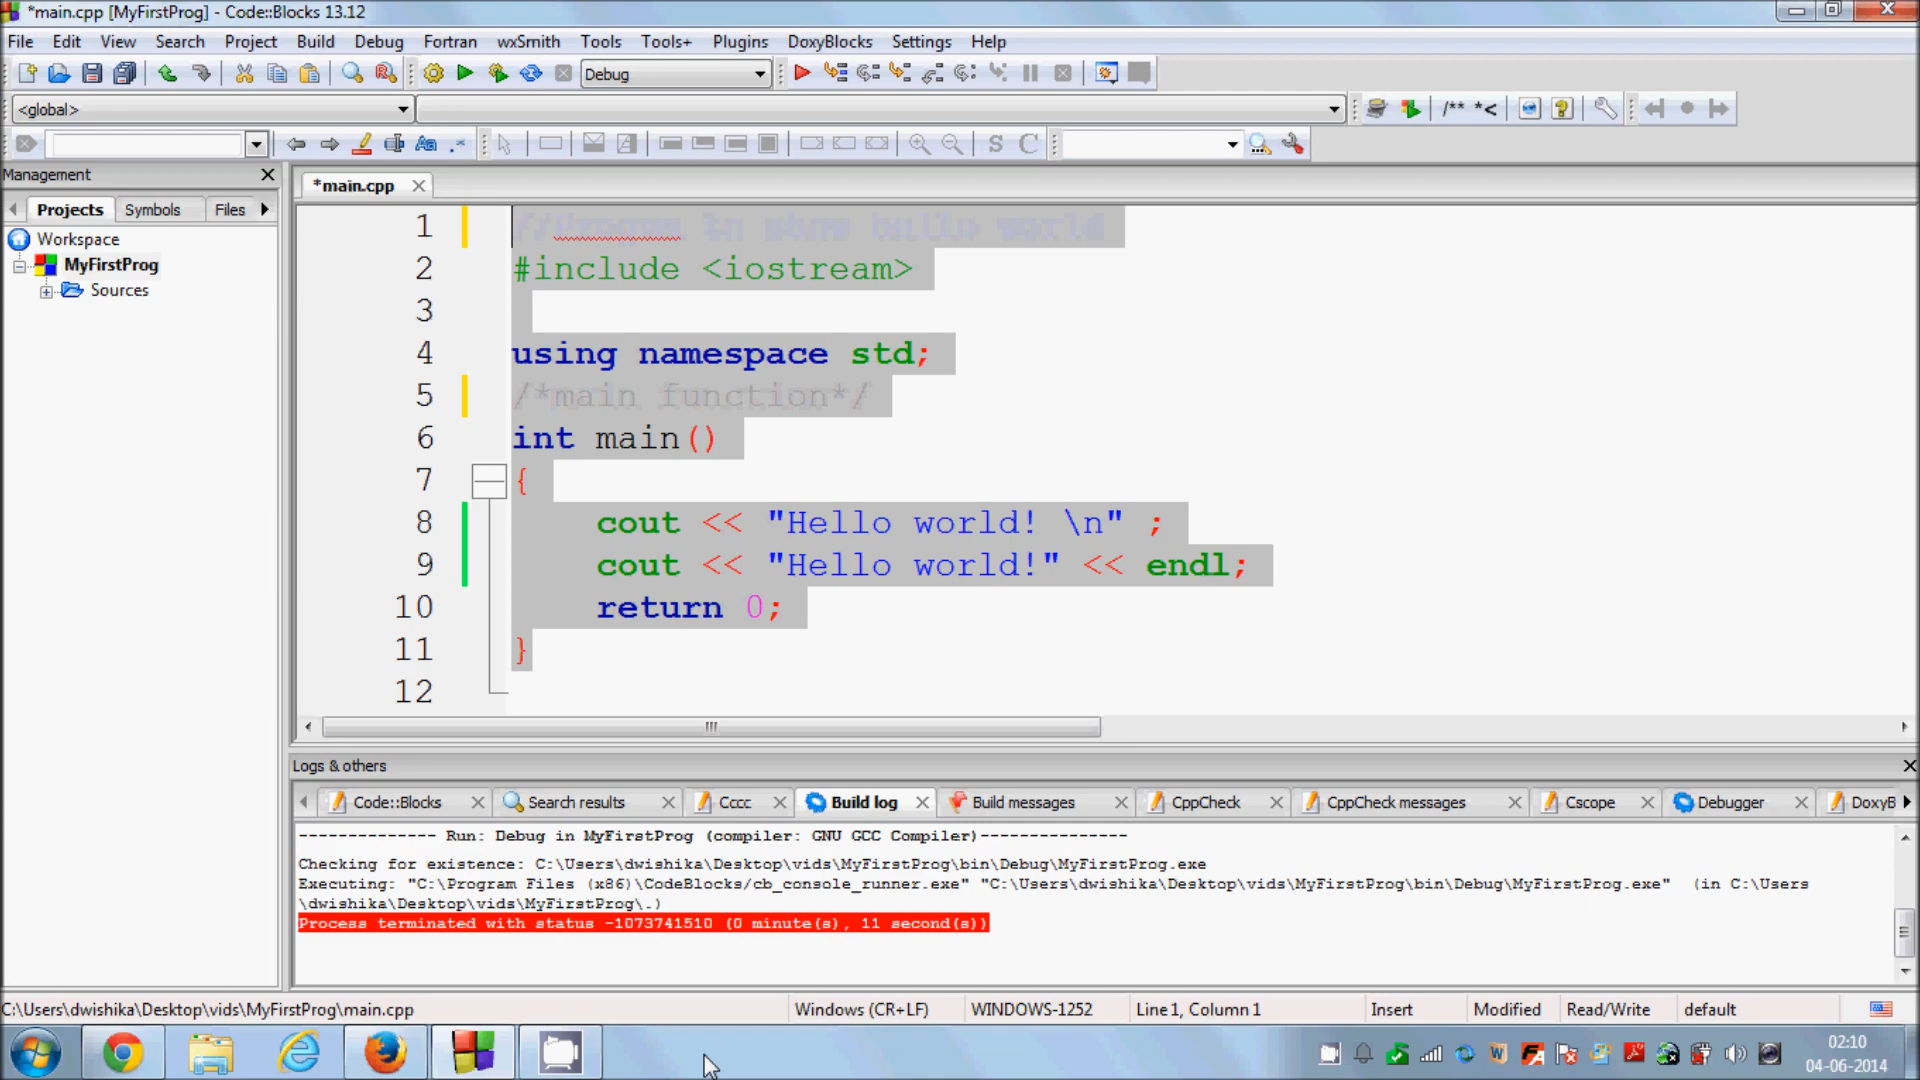 *main.cpp [MyFirstProg] - Code::Blocks 13.12
File Edit View Search Project Build Debug Fortran wxSmith Tools Tools+ Plugins DoxyBlocks Settings Help
Debug
<global>
/** *<
S C
Management
Projects Symbols Files
Workspace
MyFirstProg
Sources
*main.cpp
1 //Program to show hello world
2 #include <iostream>
3
4 using namespace std;
5 /*main function*/
6 int main()
7 {
8 cout << "Hello world! \n" ;
9 cout << "Hello world!" << endl;
10 return 0;
11 }
12
Logs & others
Code::Blocks Search results Cccc Build log Build messages CppCheck CppCheck messages Cscope Debugger DoxyB
-------------- Run: Debug in MyFirstProg (compiler: GNU GCC Compiler)---------------
Checking for existence: C:\Users\dwishika\Desktop\vids\MyFirstProg\bin\Debug\MyFirstProg.exe
Executing: "C:\Program Files (x86)\CodeBlocks/cb_console_runner.exe" "C:\Users\dwishika\Desktop\vids\MyFirstProg\bin\Debug\MyFirstProg.exe"  (in C:\Users
\dwishika\Desktop\vids\MyFirstProg\.)
Process terminated with status -1073741510 (0 minute(s), 11 second(s))
C:\Users\dwishika\Desktop\vids\MyFirstProg\main.cpp Windows (CR+LF) WINDOWS-1252 Line 1, Column 1 Insert Modified Read/Write default
02:10
04-06-2014